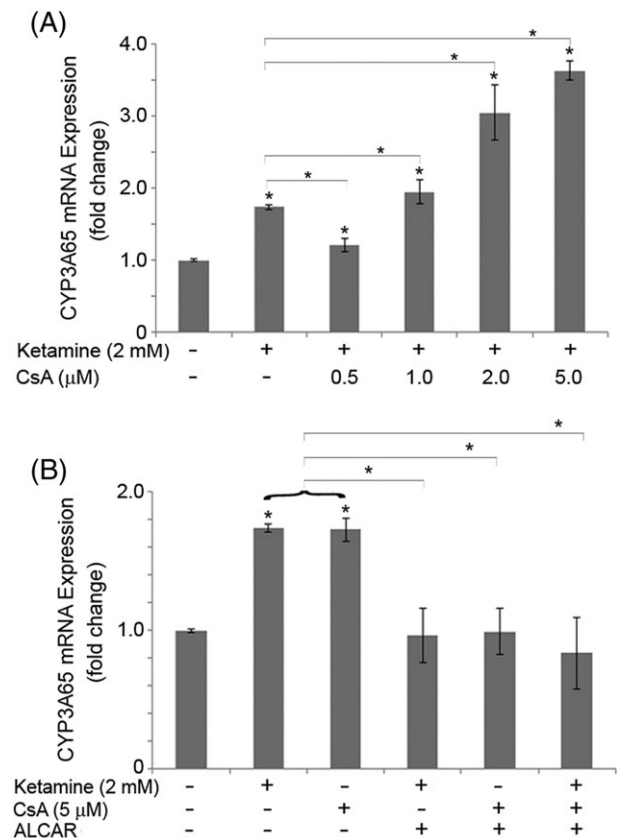 (A)
CYP3A65 mRNA Expression
(fold change)
4.0
3.0
2.0
1.0
0
*
*
*
*
*
*
*
*
*
Ketamine (2 mM) - + + + + +
CsA (μM) - - 0.5 1.0 2.0 5.0
(B)
CYP3A65 mRNA Expression
(fold change)
2.0
1.0
0
*
*
*
*
*
Ketamine (2 mM) - + - + - +
CsA (5 μM) - - + - + +
ALCAR - - - + + +